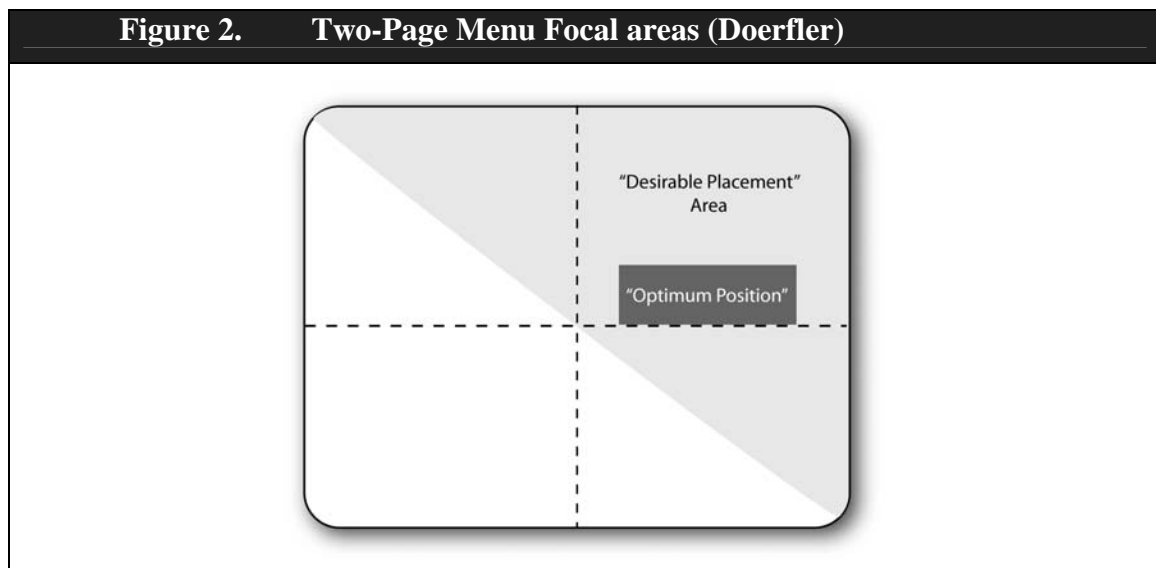 Figure 2. Two-Page Menu Focal areas (Doerfler)
“Desirable Placement”
Area
“Optimum Position”